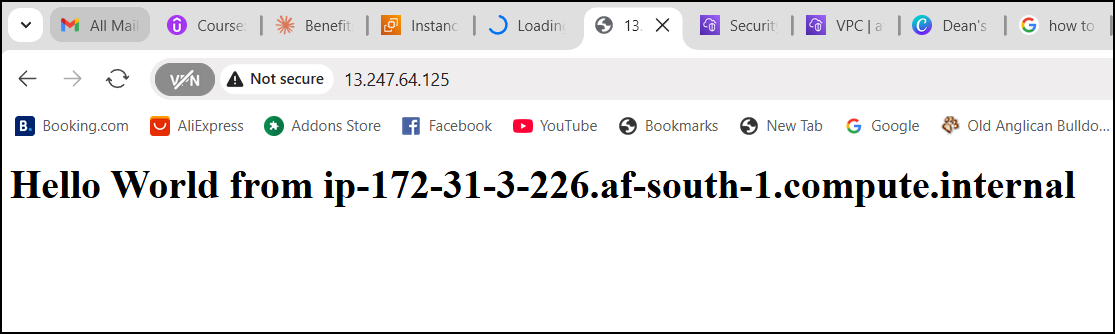 All Mail Course: Benefit Instanc Loading 13. Security VPC | a Dean's how to
VPN Not secure 13.247.64.125
B. Booking.com AliExpress Addons Store Facebook YouTube Bookmarks New Tab Google Old Anglican Bulldo...
Hello World from ip-172-31-3-226.af-south-1.compute.internal